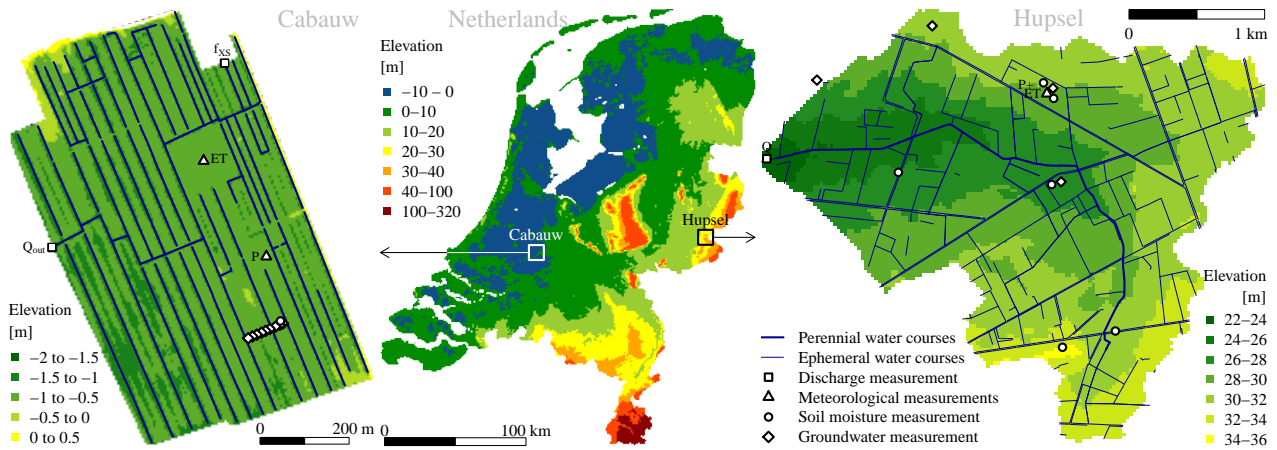 Cabauw
f_XS
ET
Q_out
P
Elevation
[m]
−2 to −1.5
−1.5 to −1
−1 to −0.5
−0.5 to 0
0 to 0.5
0 200 m
Netherlands
Elevation
[m]
−10 − 0
0−10
10−20
20−30
30−40
40−100
100−320
Cabauw
Hupsel
0 100 km
Hupsel
0 1 km
P+
ET
Q
Perennial water courses
Ephemeral water courses
Discharge measurement
Meteorological measurements
Soil moisture measurement
Groundwater measurement
Elevation
[m]
22−24
24−26
26−28
28−30
30−32
32−34
34−36